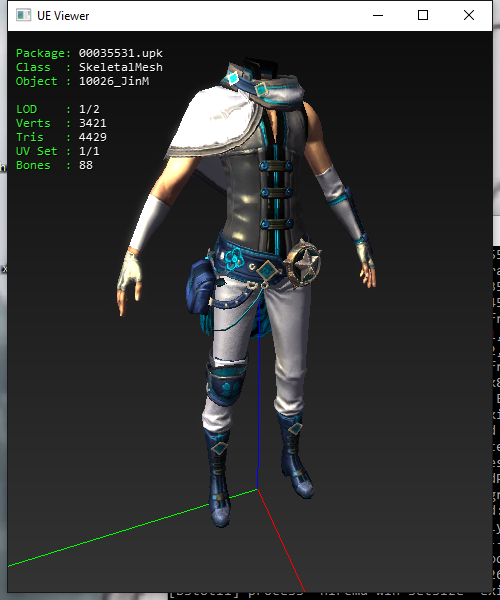 UE Viewer
Package: 00035531.upk
Class  : SkeletalMesh
Object : 10026_JinM
LOD    : 1/2
Verts  : 3421
Tris   : 4429
UV Set : 1/1
Bones  : 88